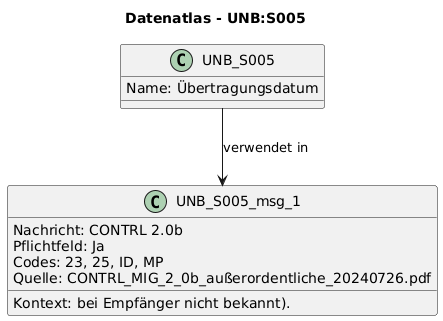 Datenatlas - UNB:S005
C UNB_S005
Name: Übertragungsdatum
verwendet in
C UNB_S005_msg_1
Nachricht: CONTRL 2.0b
Pflichtfeld: Ja
Codes: 23, 25, ID, MP
Quelle: CONTRL_MIG_2_0b_außerordentliche_20240726.pdf
Kontext: bei Empfänger nicht bekannt).